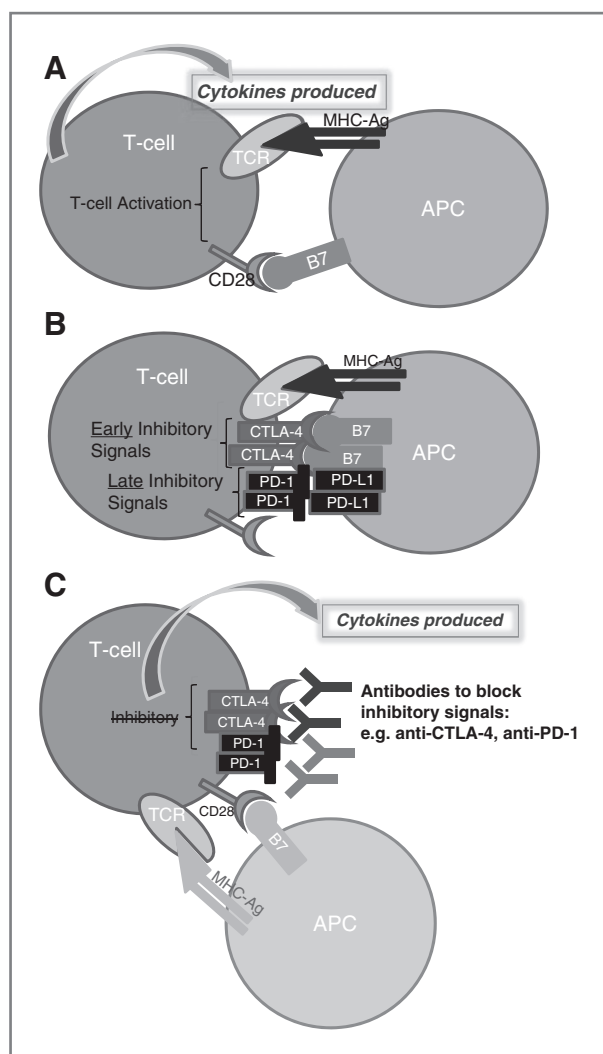 A
Cytokines produced
T-cell
MHC-Ag
TCR
T-cell Activation
APC
B7
CD28
B
T-cell
MHC-Ag
TCR
APC
Early Inhibitory
Signals
CTLA-4
B7
CTLA-4
B7
Late Inhibitory
Signals
PD-1
PD-L1
PD-1
PD-L1
C
Cytokines produced
T-cell
Inhibitory
CTLA-4
CTLA-4
PD-1
PD-1
Antibodies to block
inhibitory signals:
e.g. anti-CTLA-4, anti-PD-1
TCR
CD28
B7
MHC-Ag
APC